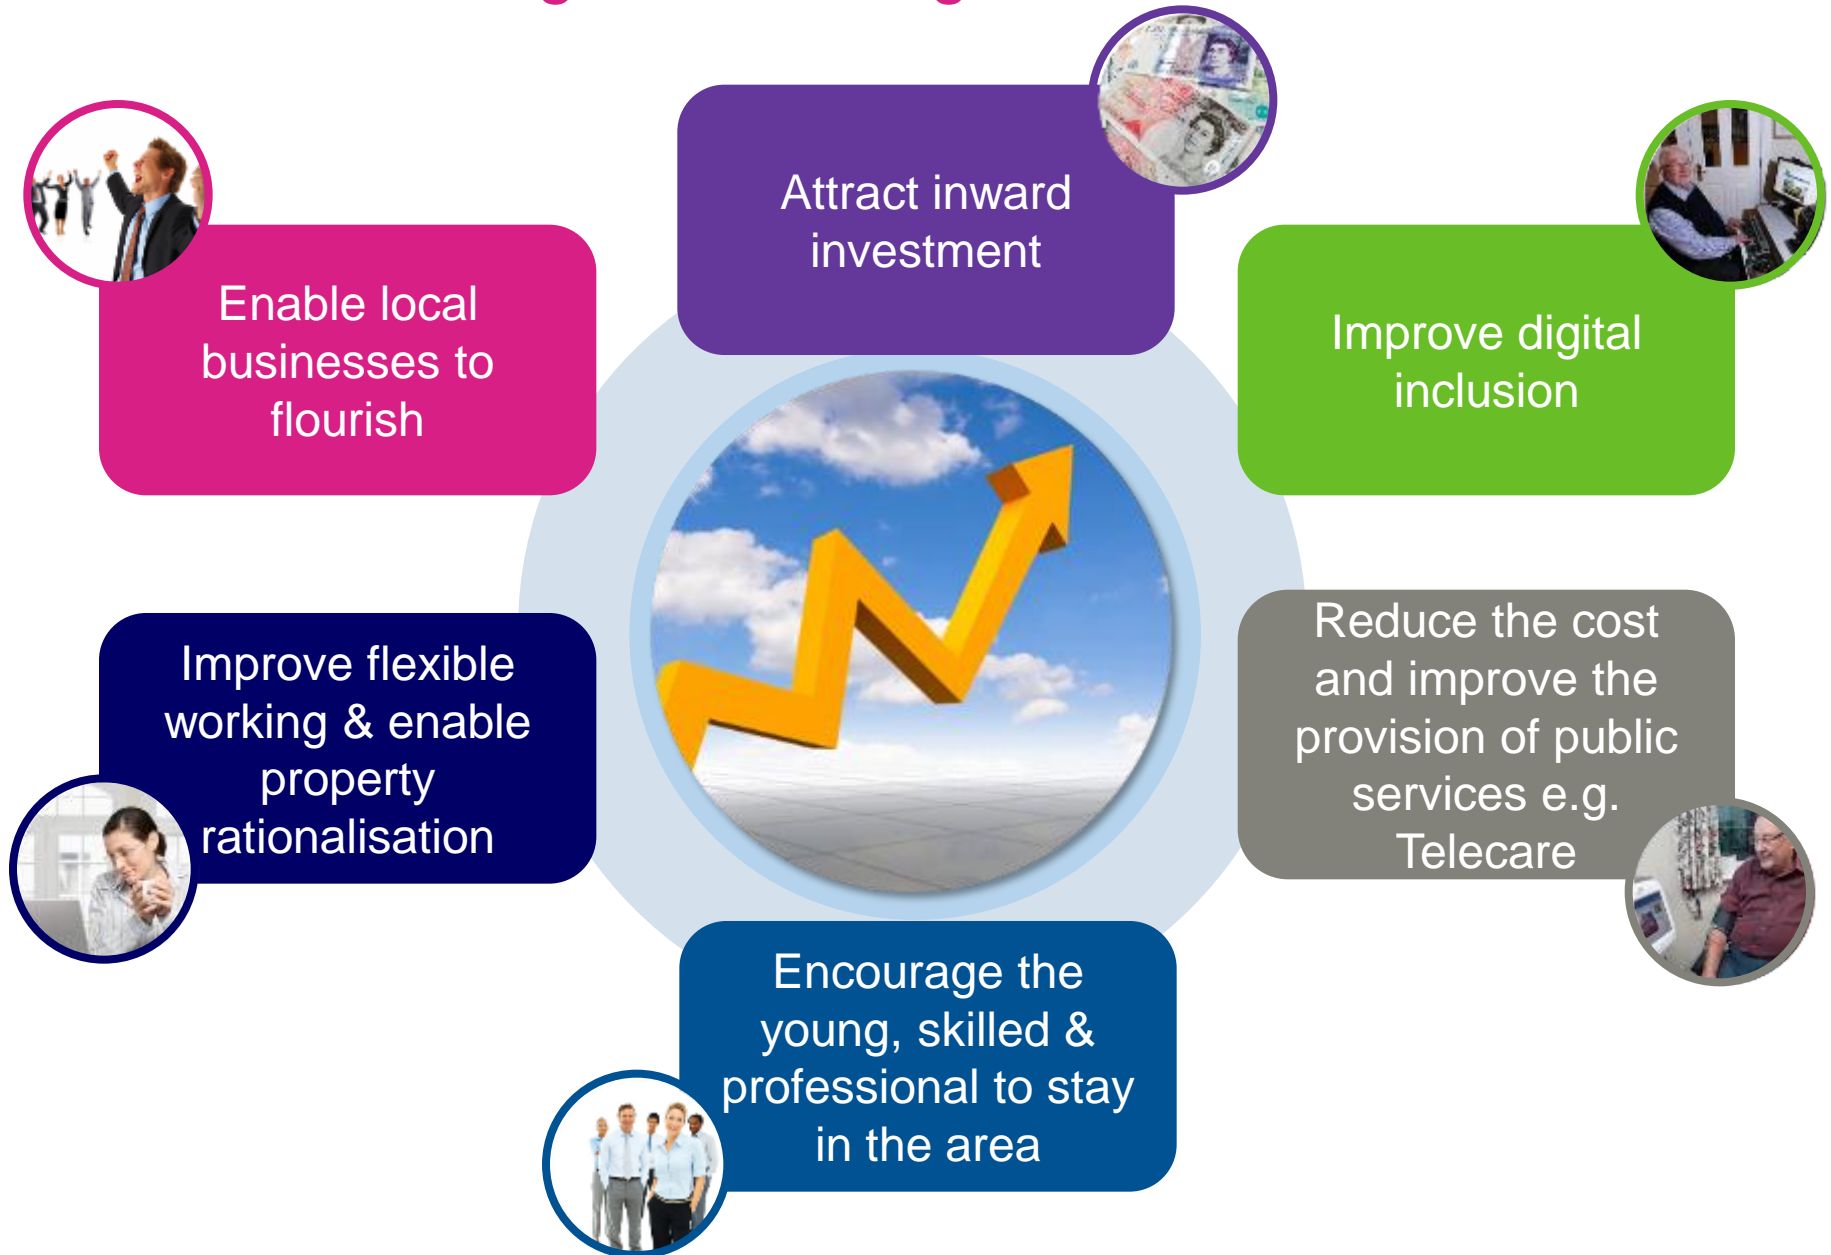 Attract inward
investment
Enable local
businesses to
flourish
Improve digital
inclusion
Improve flexible
working & enable
property
rationalisation
Reduce the cost
and improve the
provision of public
services e.g.
Telecare
Encourage the
young, skilled &
professional to stay
in the area